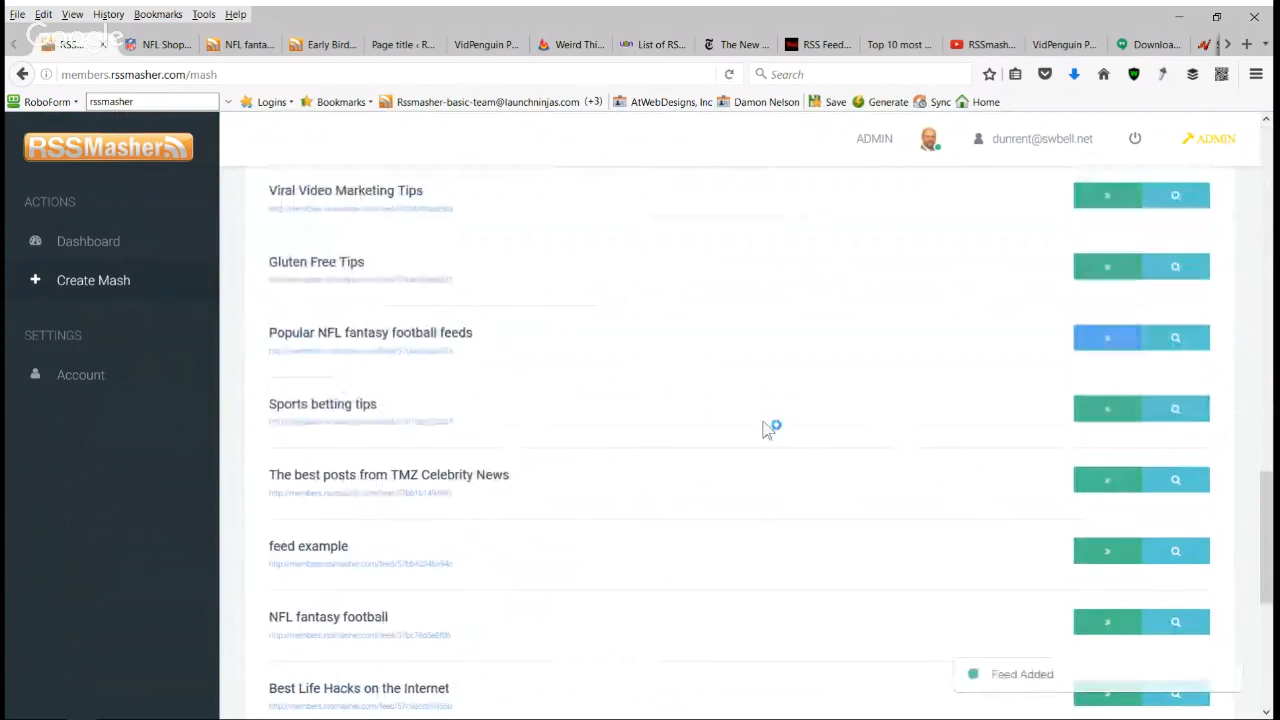 File Edit View History Bookmarks Tools Help
Google
RSS NFL Shop... NFL fanta... Early Bird... Page title ‹ R... VidPenguin P... Weird Thi... List of RS... The New ... RSS Feed... Top 10 most ... RSSmash... VidPenguin P... Downloa...
members.rssmasher.com/mash Search
RoboForm rssmasher Logins Bookmarks Rssmasher-basic-team@launchninjas.com (+3) AtWebDesigns, Inc Damon Nelson Save Generate Sync Home
RSSMasher ADMIN dunrent@swbell.net ADMIN
ACTIONS
Dashboard
Create Mash
SETTINGS
Account
Viral Video Marketing Tips
Gluten Free Tips
Popular NFL fantasy football feeds
Sports betting tips
The best posts from TMZ Celebrity News
feed example
NFL fantasy football
Best Life Hacks on the Internet
Feed Added